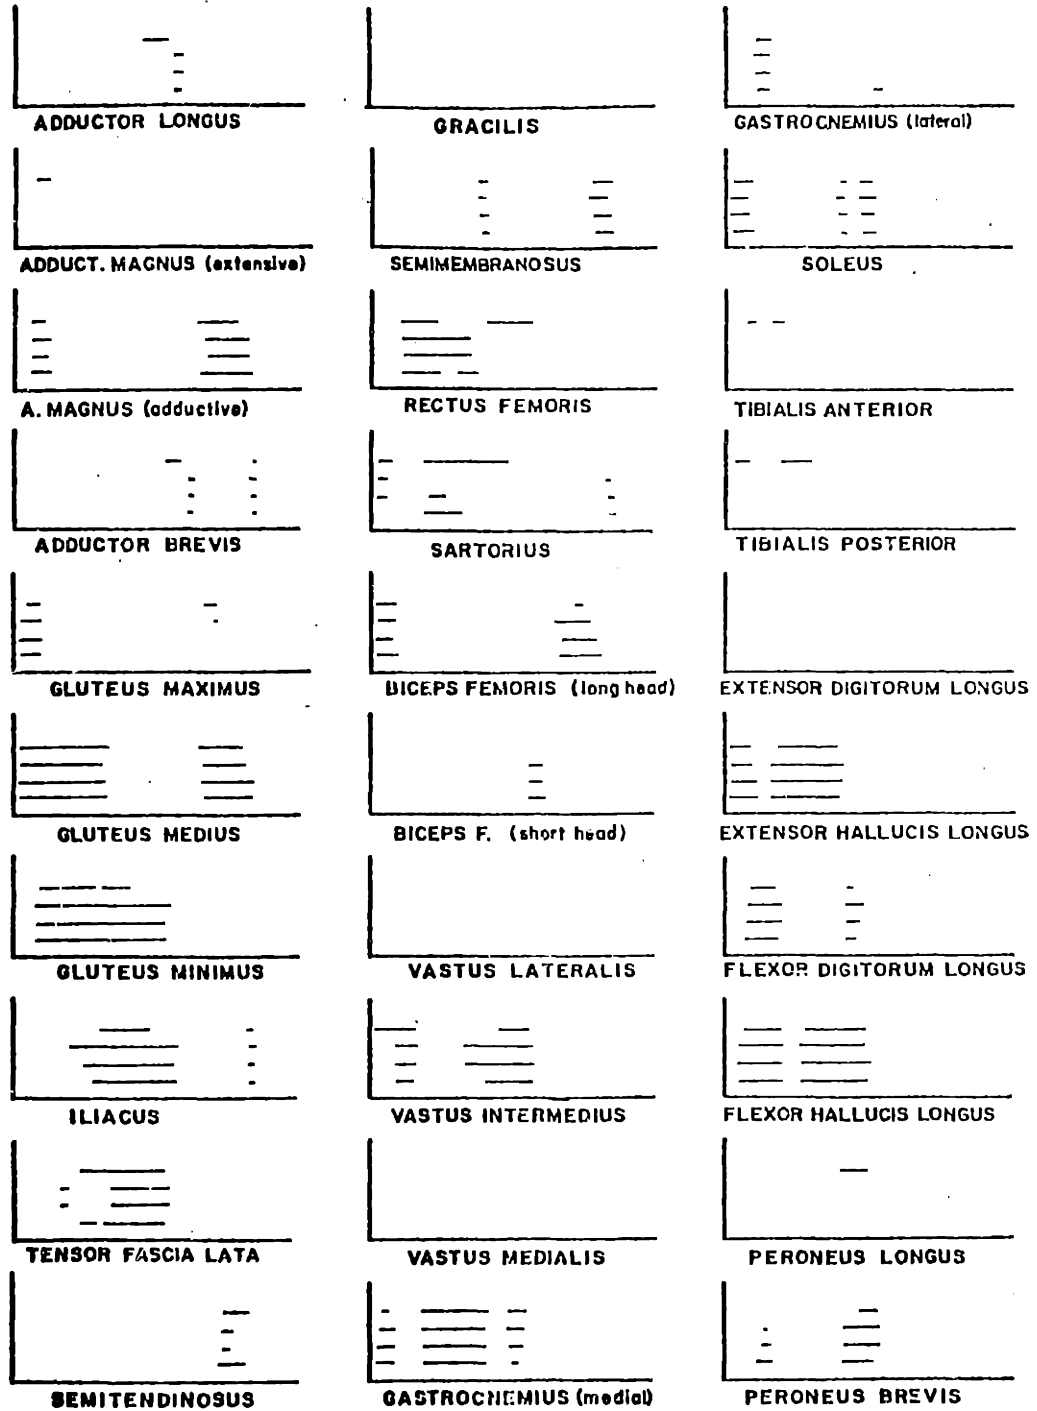 ADDUCTOR LONGUS
GRACILIS
GASTROCNEMIUS (lateral)
ADDUCT. MAGNUS (extensive)
SEMIMEMBRANOSUS
SOLEUS
A. MAGNUS (adductive)
RECTUS FEMORIS
TIBIALIS ANTERIOR
ADDUCTOR BREVIS
SARTORIUS
TIBIALIS POSTERIOR
GLUTEUS MAXIMUS
BICEPS FEMORIS (long head)
EXTENSOR DIGITORUM LONGUS
GLUTEUS MEDIUS
BICEPS F. (short head)
EXTENSOR HALLUCIS LONGUS
GLUTEUS MINIMUS
VASTUS LATERALIS
FLEXOR DIGITORUM LONGUS
ILIACUS
VASTUS INTERMEDIUS
FLEXOR HALLUCIS LONGUS
TENSOR FASCIA LATA
VASTUS MEDIALIS
PERONEUS LONGUS
SEMITENDINOSUS
GASTROCNEMIUS (medial)
PERONEUS BREVIS